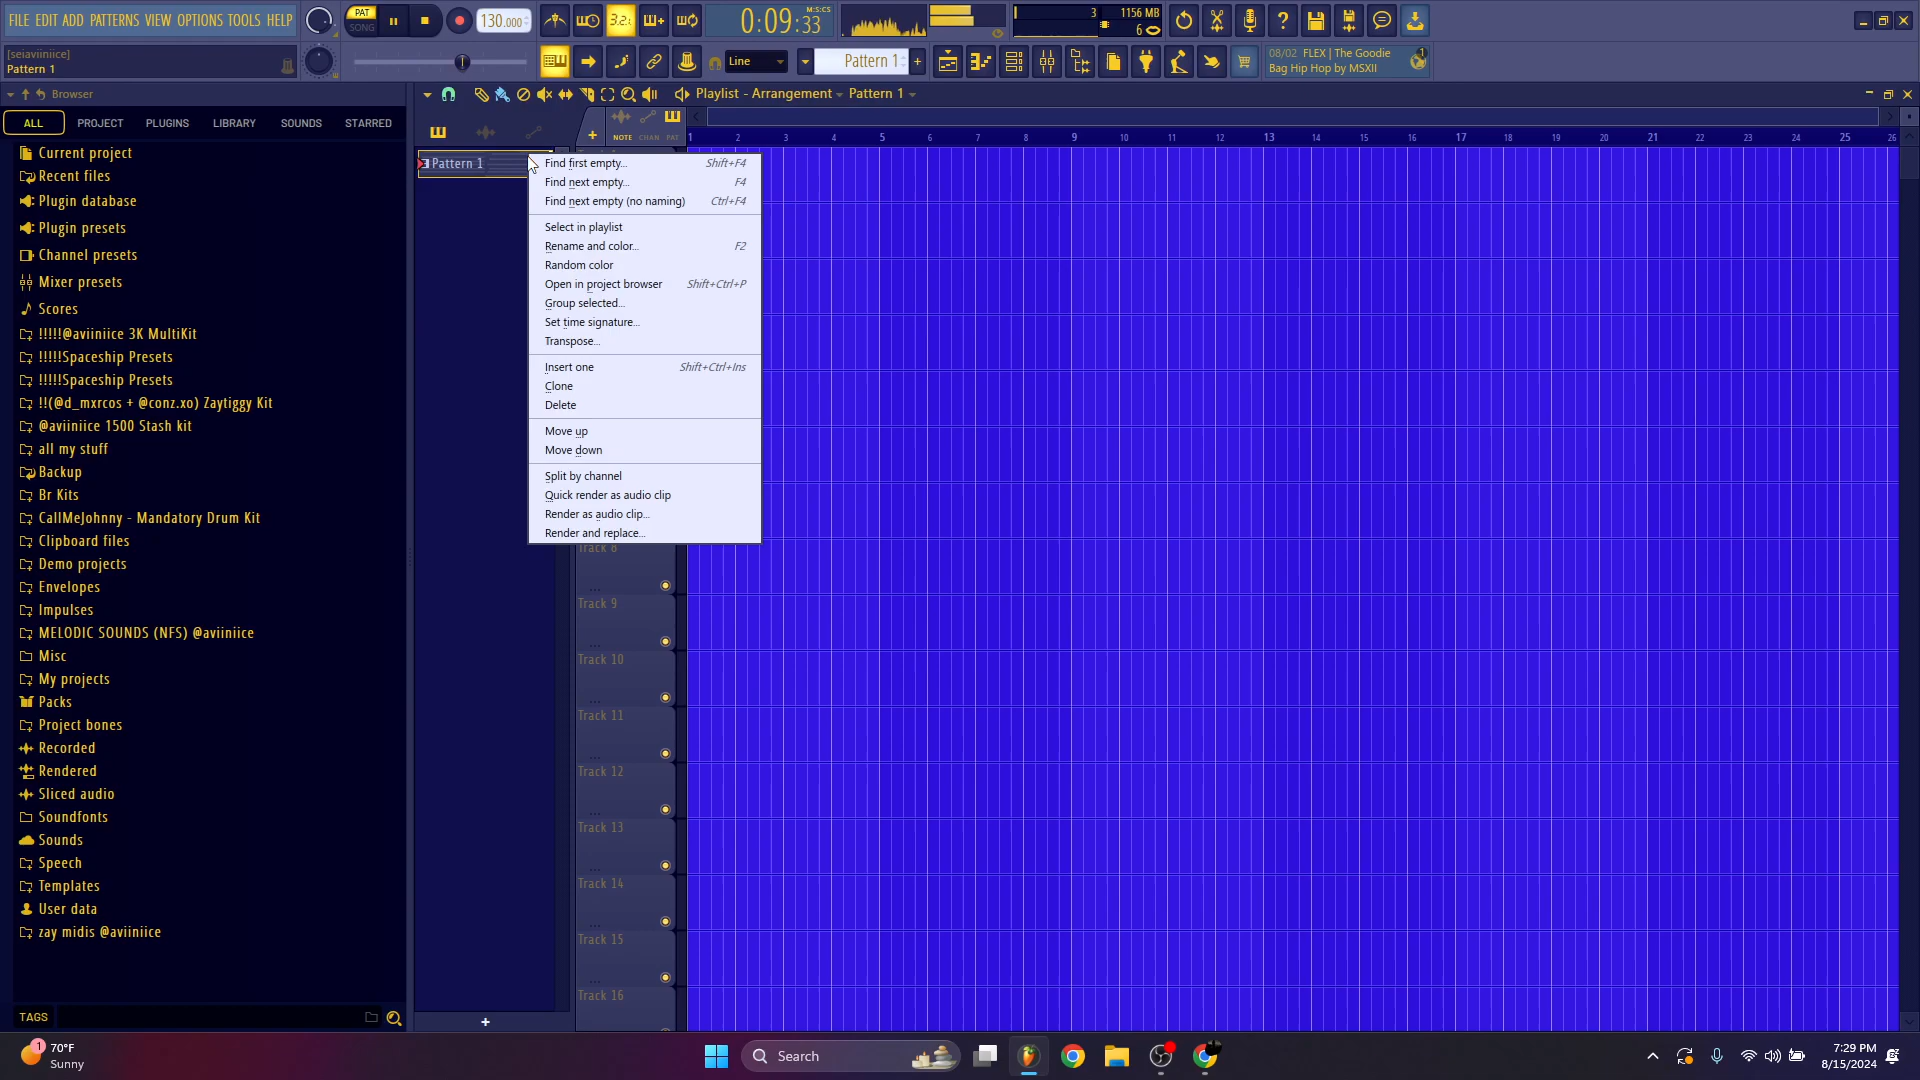 FILE EDIT ADD PATTERNS VIEW OPTIONS TOOLS HELP
PAT
SONG
130.000
3.2.
0:09:33
M:S:CS
3
1156 MB
6
[seiaviiniice]
Pattern 1
Line
Pattern 1
+
08/02 FLEX | The Goodie
Bag Hip Hop by MSXII
1
Browser
Playlist - Arrangement
Pattern 1
ALL
PROJECT
PLUGINS
LIBRARY
SOUNDS
STARRED
NOTE CHAN PAT
1 2 3 4 5 6 7 8 9 10 11 12 13 14 15 16 17 18 19 20 21 22 23 24 25 26
Current project
Recent files
Plugin database
Plugin presets
Channel presets
Mixer presets
Scores
!!!!!@aviiniice 3K MultiKit
!!!!!Spaceship Presets
!!!!!Spaceship Presets
!!(@d_mxrcos + @conz.xo) Zaytiggy Kit
@aviiniice 1500 Stash kit
all my stuff
Backup
Br Kits
CallMeJohnny - Mandatory Drum Kit
Clipboard files
Demo projects
Envelopes
Impulses
MELODIC SOUNDS (NFS) @aviiniice
Misc
My projects
Packs
Project bones
Recorded
Rendered
Sliced audio
Soundfonts
Sounds
Speech
Templates
User data
zay midis @aviiniice
TAGS
Pattern 1
Find first empty... Shift+F4
Find next empty... F4
Find next empty (no naming) Ctrl+F4
Select in playlist
Rename and color... F2
Random color
Open in project browser Shift+Ctrl+P
Group selected...
Set time signature...
Transpose...
Insert one Shift+Ctrl+Ins
Clone
Delete
Move up
Move down
Split by channel
Quick render as audio clip
Render as audio clip...
Render and replace...
Track 8
Track 9
Track 10
Track 11
Track 12
Track 13
Track 14
Track 15
Track 16
+
1
70°F
Sunny
Search
7:29 PM
8/15/2024